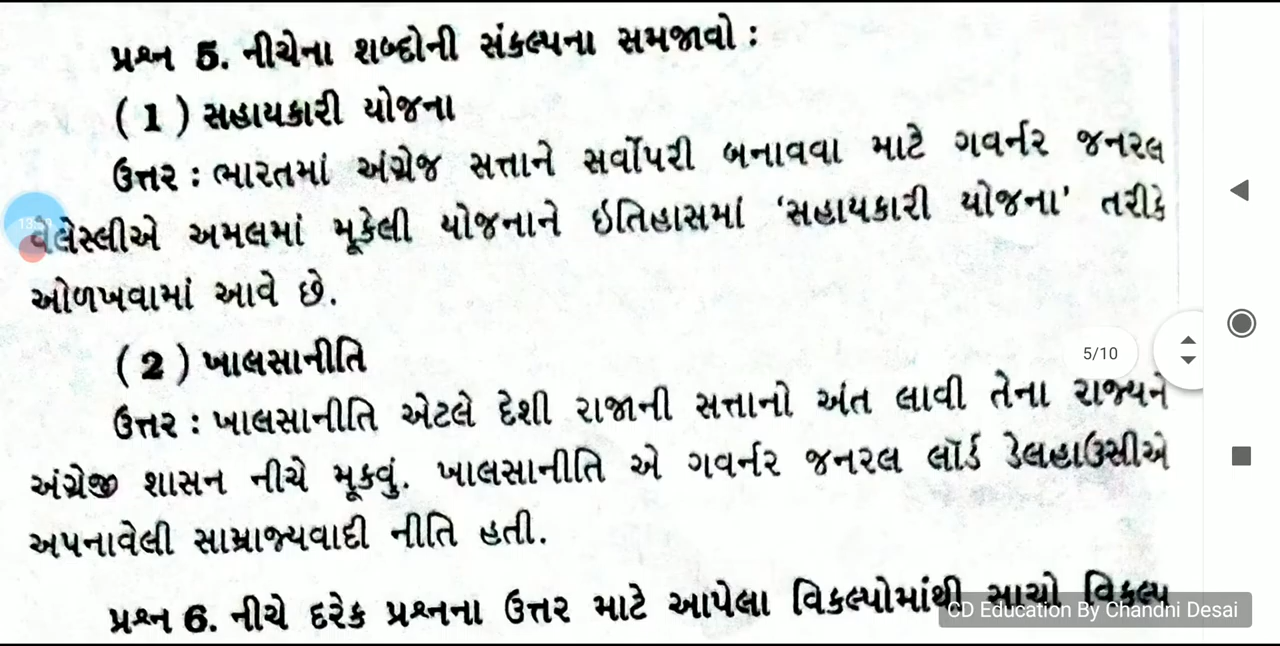 પ્રશ્ન 5. નીચેના શબ્દોની સંકલ્પના સમજાવો :
( 1 ) સહાયકારી યોજના
ઉત્તર : ભારતમાં અંગ્રેજ સત્તાને સર્વોપરી બનાવવા માટે ગવર્નર જનરલ
વેલેસ્લીએ અમલમાં મૂકેલી યોજનાને ઇતિહાસમાં ‘સહાયકારી યોજના’ તરીકે
ઓળખવામાં આવે છે.
( 2 ) ખાલસાનીતિ
5/10
ઉત્તર : ખાલસાનીતિ એટલે દેશી રાજાની સત્તાનો અંત લાવી તેના રાજ્યને
અંગ્રેજી શાસન નીચે મૂકવું. ખાલસાનીતિ એ ગવર્નર જનરલ લૉર્ડ ડેલહાઉસીએ
અપનાવેલી સામ્રાજ્યવાદી નીતિ હતી.
પ્રશ્ન 6. નીચે દરેક પ્રશ્નના ઉત્તર માટે આપેલા વિકલ્પોમાંથી સાચો વિકલ્પ
CD Education By Chandni Desai